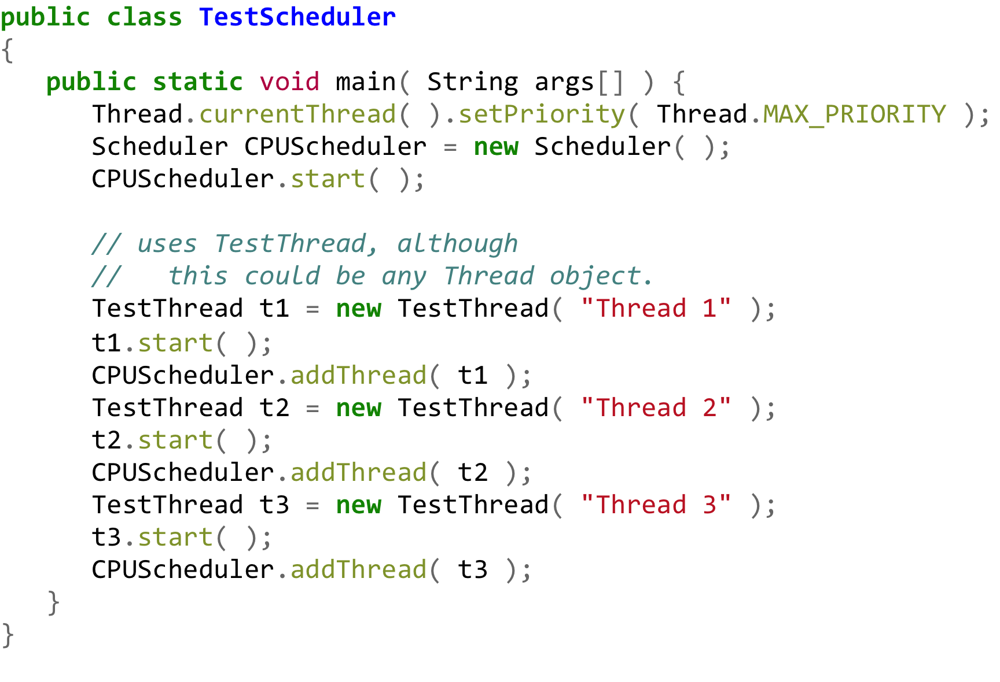 public class TestScheduler
{
   public static void main( String args[] ) {
      Thread.currentThread( ).setPriority( Thread.MAX_PRIORITY );
      Scheduler CPUScheduler = new Scheduler( );
      CPUScheduler.start( );

      // uses TestThread, although
      //   this could be any Thread object.
      TestThread t1 = new TestThread( "Thread 1" );
      t1.start( );
      CPUScheduler.addThread( t1 );
      TestThread t2 = new TestThread( "Thread 2" );
      t2.start( );
      CPUScheduler.addThread( t2 );
      TestThread t3 = new TestThread( "Thread 3" );
      t3.start( );
      CPUScheduler.addThread( t3 );
   }
}